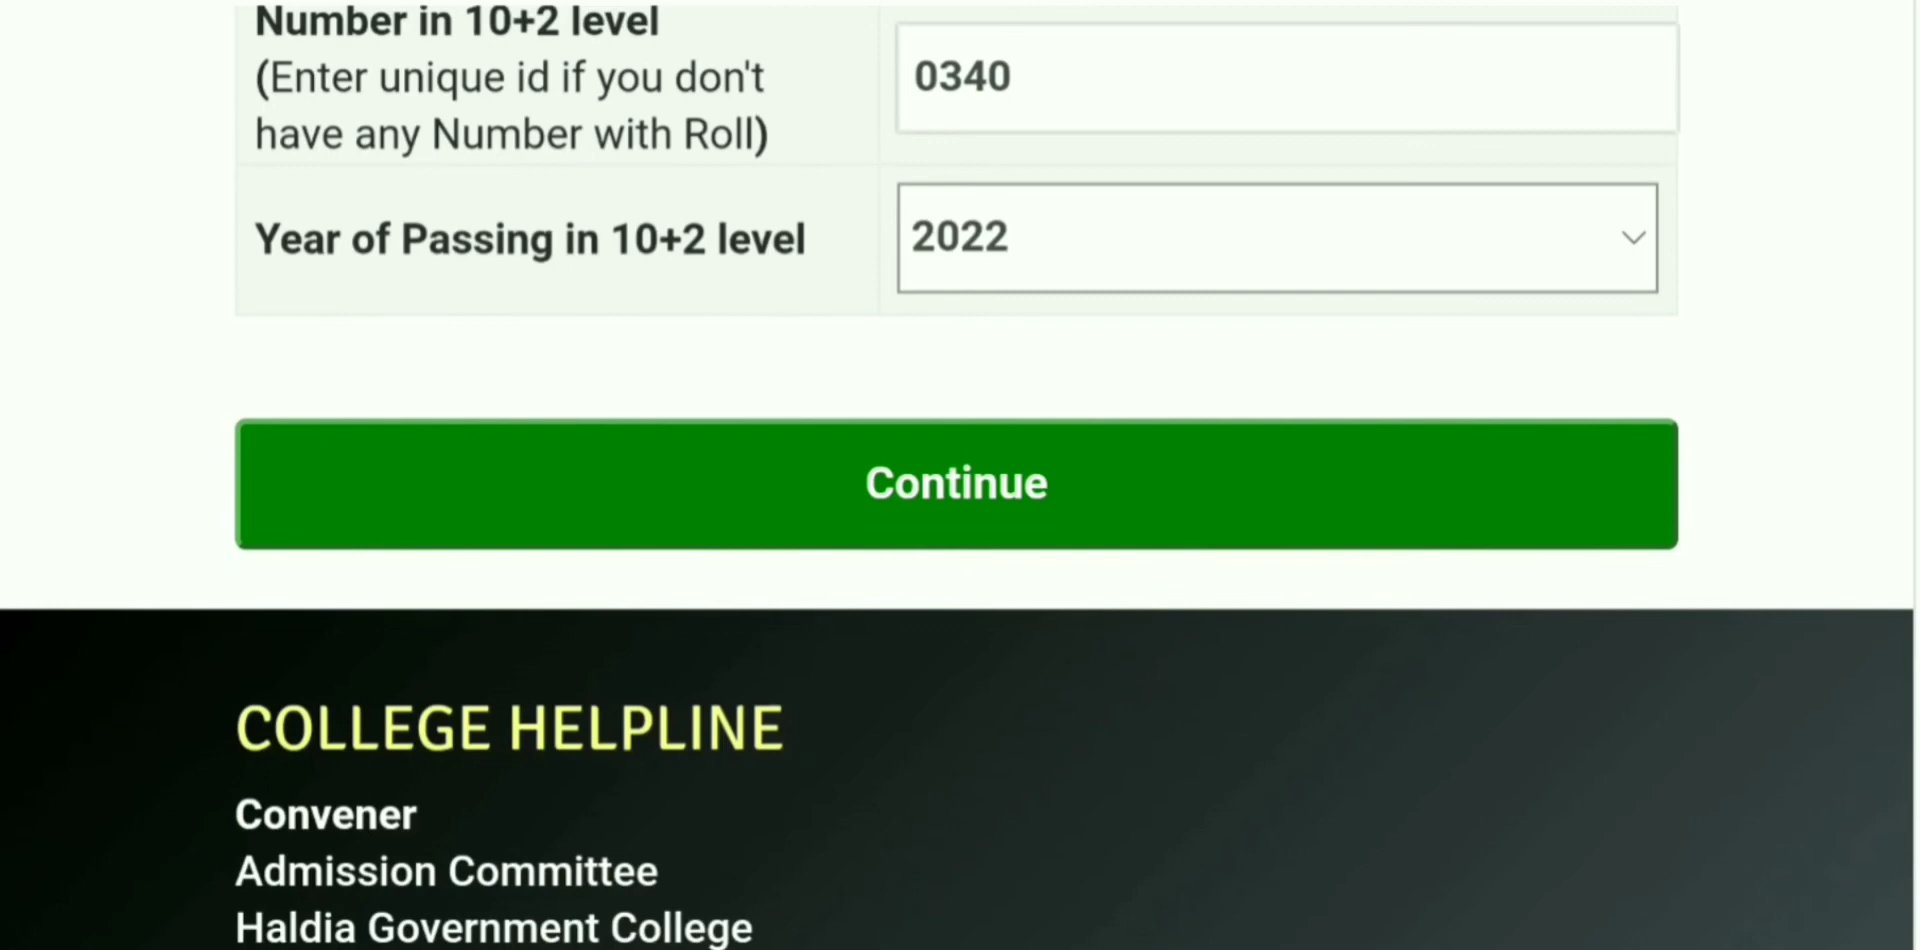 Number in 10+2 level
(Enter unique id if you don't
have any Number with Roll)
0340
Year of Passing in 10+2 level
2022
Continue
COLLEGE HELPLINE
Convener
Admission Committee
Haldia Government College